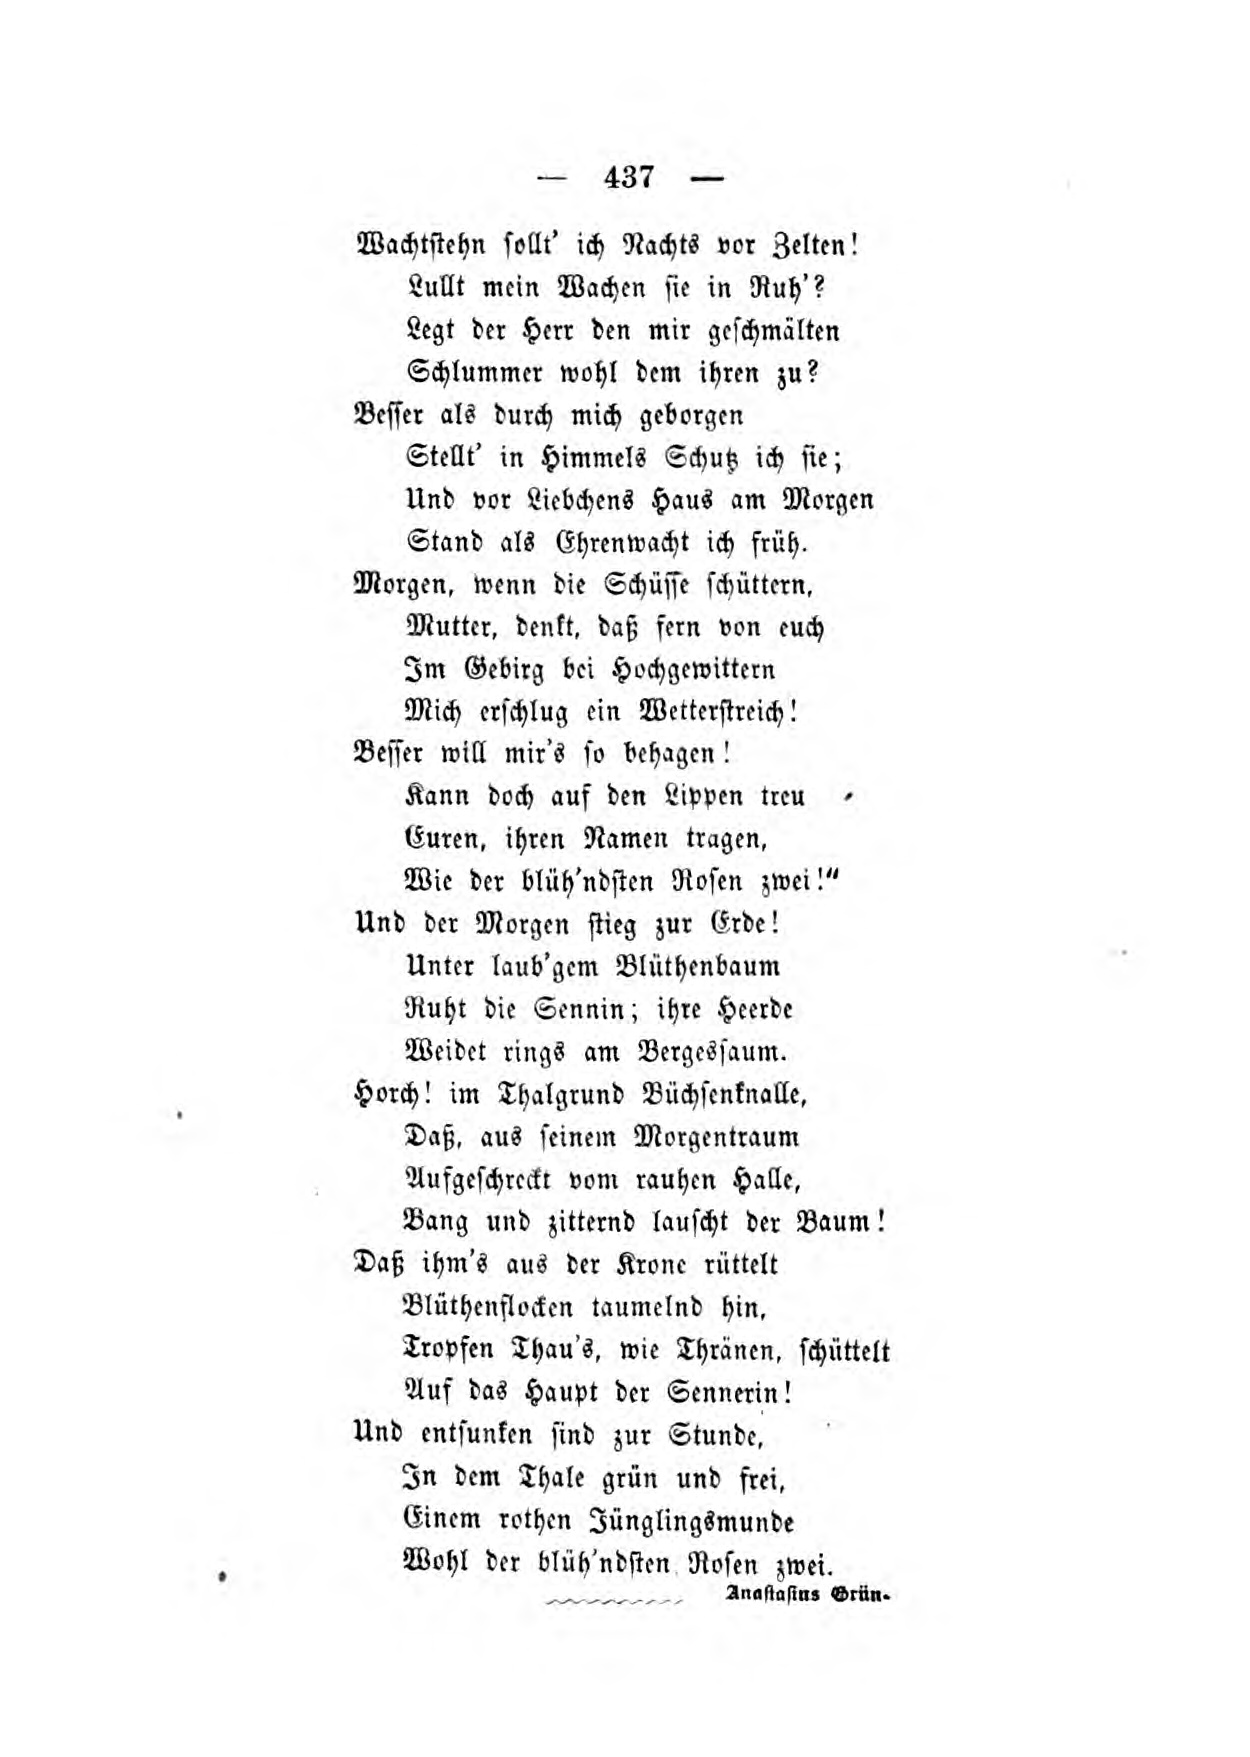 — 437 —
Wachtſtehn ſollt’ ich Nachts vor Zelten!
Lullt mein Wachen ſie in Ruh’?
Legt der Herr den mir geſchmälten
Schlummer wohl dem ihren zu?
Beſſer als durch mich geborgen
Stellt’ in Himmels Schutz ich ſie;
Und vor Liebchens Haus am Morgen
Stand als Ehrenwacht ich früh.
Morgen, wenn die Schüſſe ſchüttern,
Mutter, denkt, daß fern von euch
Im Gebirg bei Hochgewittern
Mich erſchlug ein Wetterſtreich!
Beſſer will mir’s ſo behagen!
Kann doch auf den Lippen treu
Euren, ihren Namen tragen,
Wie der blüh’ndſten Roſen zwei!“
Und der Morgen ſtieg zur Erde!
Unter laub’gem Blüthenbaum
Ruht die Sennin; ihre Heerde
Weidet rings am Bergesſaum.
Horch! im Thalgrund Büchſenknalle,
Daß, aus ſeinem Morgentraum
Aufgeſchreckt vom rauhen Halle,
Bang und zitternd lauſcht der Baum!
Daß ihm’s aus der Krone rüttelt
Blüthenflocken taumelnd hin,
Tropfen Thau’s, wie Thränen, ſchüttelt
Auf das Haupt der Sennerin!
Und entſunken ſind zur Stunde,
In dem Thale grün und frei,
Einem rothen Jünglingsmunde
Wohl der blüh’ndſten Roſen zwei.
Anaſtaſius Grün.